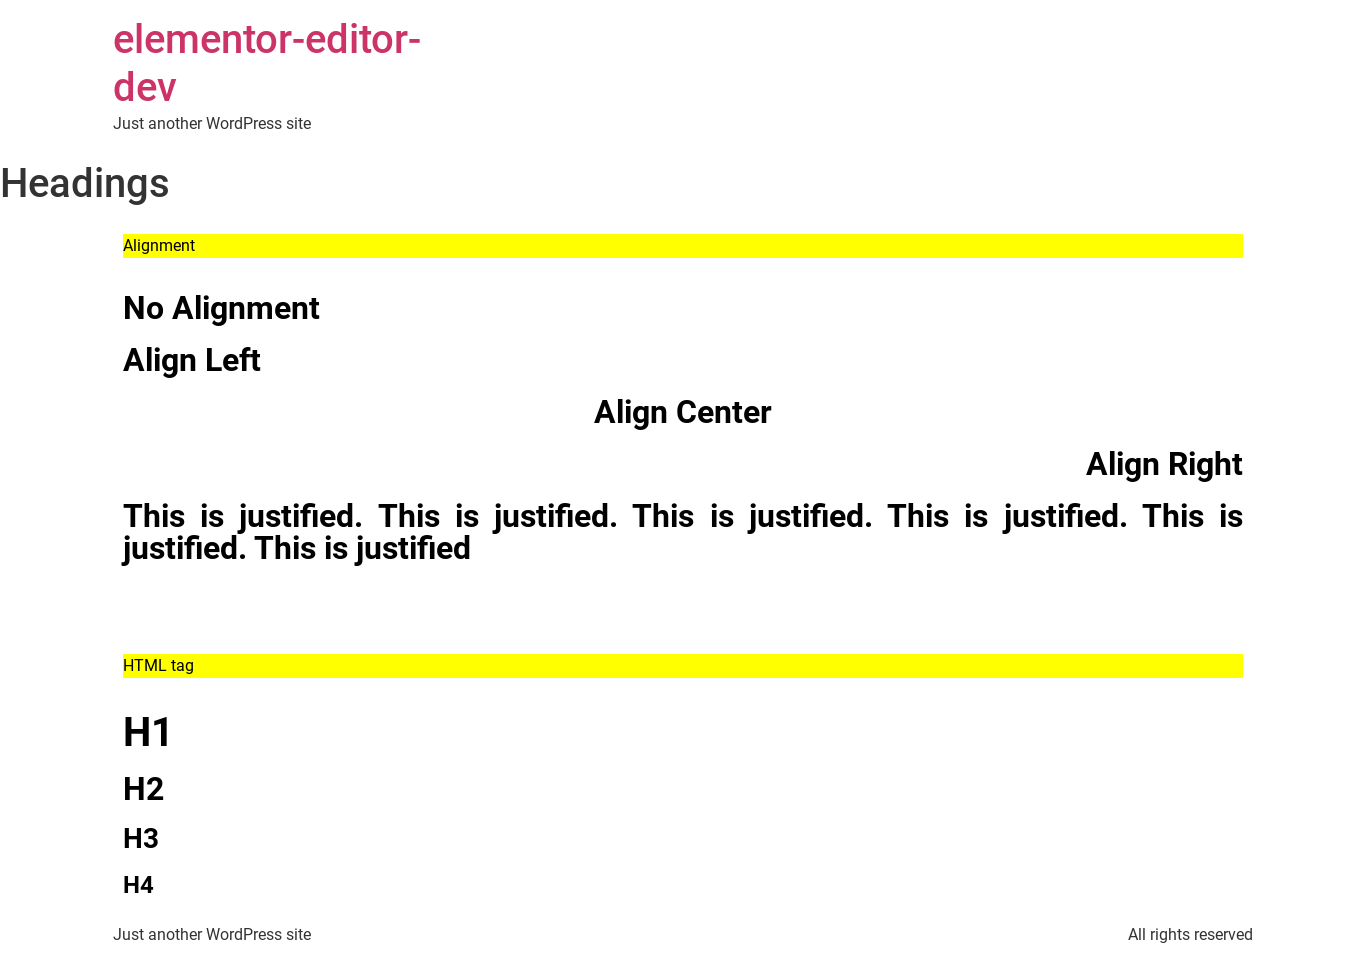 elementor-editor-
dev
Just another WordPress site
Headings
Alignment
No Alignment
Align Left
Align Center
Align Right
This is justified. This is justified. This is justified. This is justified. This is
justified. This is justified
HTML tag
H1
H2
H3
H4
Just another WordPress site
All rights reserved